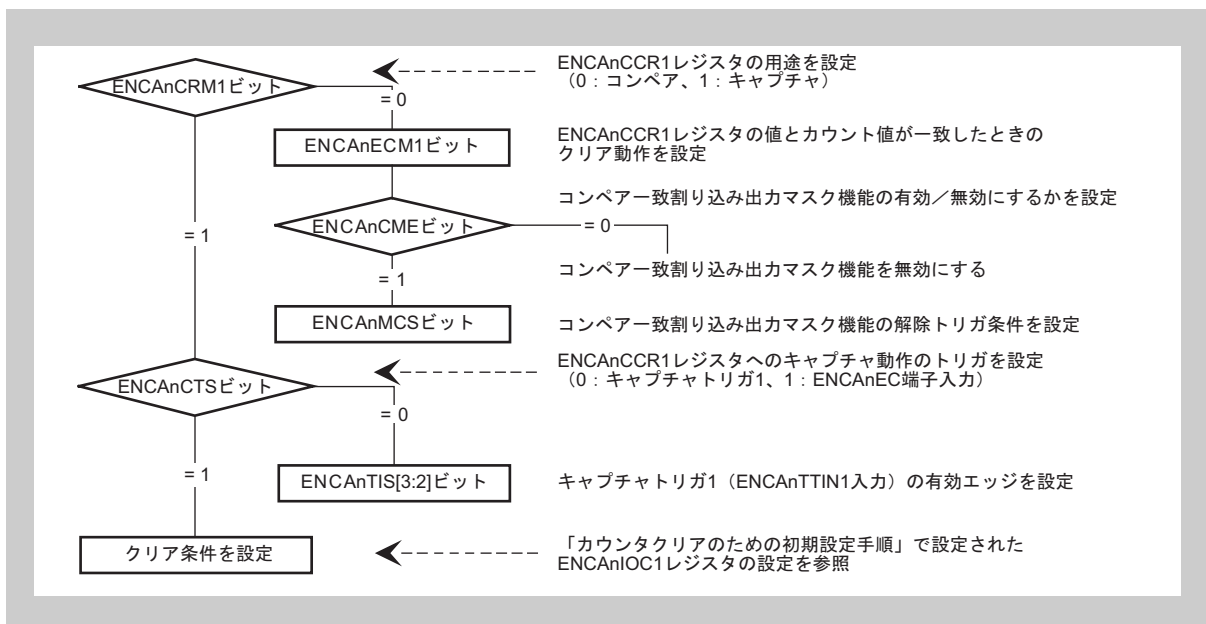 ENCAnCRM1ビット
= 0
ENCAnCCR1レジスタの用途を設定
（0：コンペア、1：キャプチャ）
ENCAnECM1ビット
ENCAnCCR1レジスタの値とカウント値が一致したときの
クリア動作を設定
コンペア一致割り込み出力マスク機能の有効／無効にするかを設定
= 1
ENCAnCMEビット
= 0
コンペア一致割り込み出力マスク機能を無効にする
= 1
ENCAnMCSビット
コンペア一致割り込み出力マスク機能の解除トリガ条件を設定
ENCAnCCR1レジスタへのキャプチャ動作のトリガを設定
（0：キャプチャトリガ1、1：ENCAnEC端子入力）
ENCAnCTSビット
= 0
= 1
ENCAnTIS[3:2]ビット
キャプチャトリガ1（ENCAnTTIN1入力）の有効エッジを設定
クリア条件を設定
「カウンタクリアのための初期設定手順」で設定された
ENCAnIOC1レジスタの設定を参照